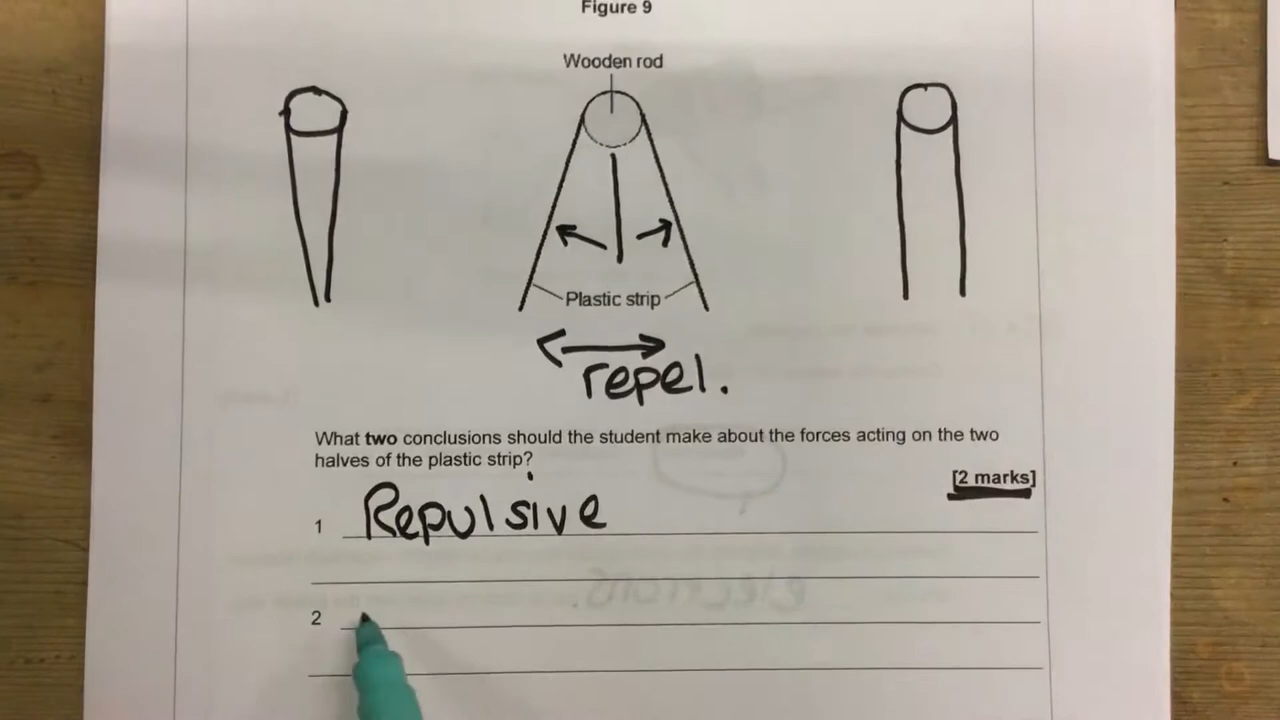 Figure 9
Wooden rod
Plastic strip
repel.
What two conclusions should the student make about the forces acting on the two
halves of the plastic strip?
[2 marks]
1 Repulsive
2